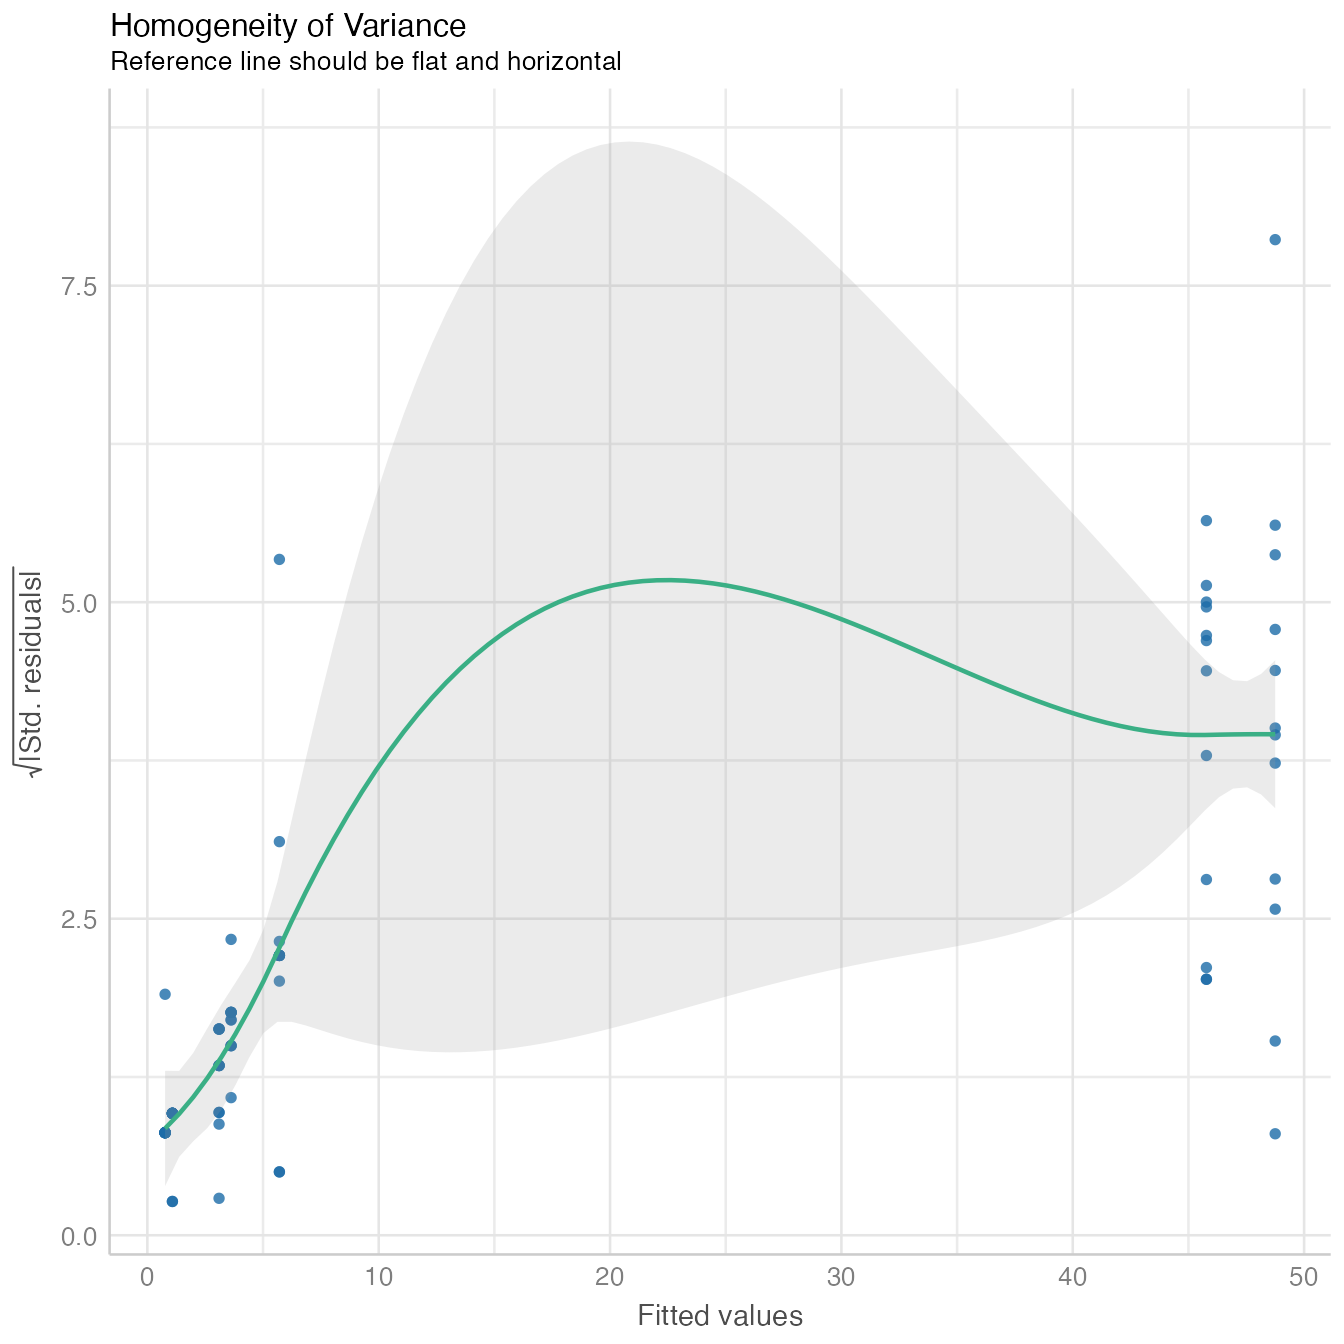 Homogeneity of Variance
Reference line should be flat and horizontal
√|Std. residuals|
7.5
5.0
2.5
0.0
0 10 20 30 40 50
Fitted values